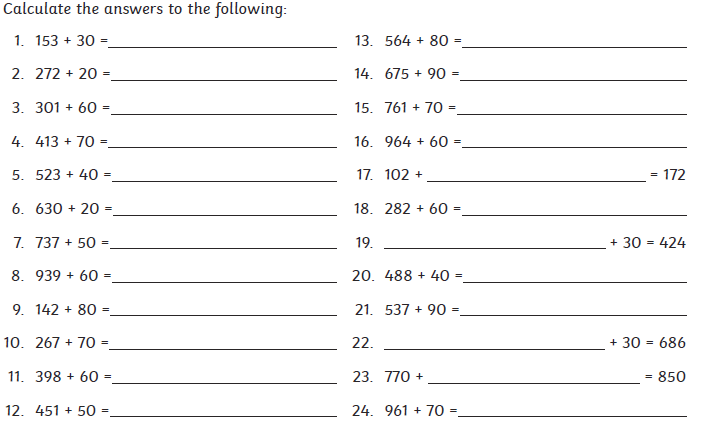 Calculate the answers to the following:
1. 153 + 30 =
2. 272 + 20 =
3. 301 + 60 =
4. 413 + 70 =
5. 523 + 40 =
6. 630 + 20 =
7. 737 + 50 =
8. 939 + 60 =
9. 142 + 80 =
10. 267 + 70 =
11. 398 + 60 =
12. 451 + 50 =
13. 564 + 80 =
14. 675 + 90 =
15. 761 + 70 =
16. 964 + 60 =
17. 102 + ______ = 172
18. 282 + 60 =
19. ______ + 30 = 424
20. 488 + 40 =
21. 537 + 90 =
22. ______ + 30 = 686
23. 770 + ______ = 850
24. 961 + 70 =